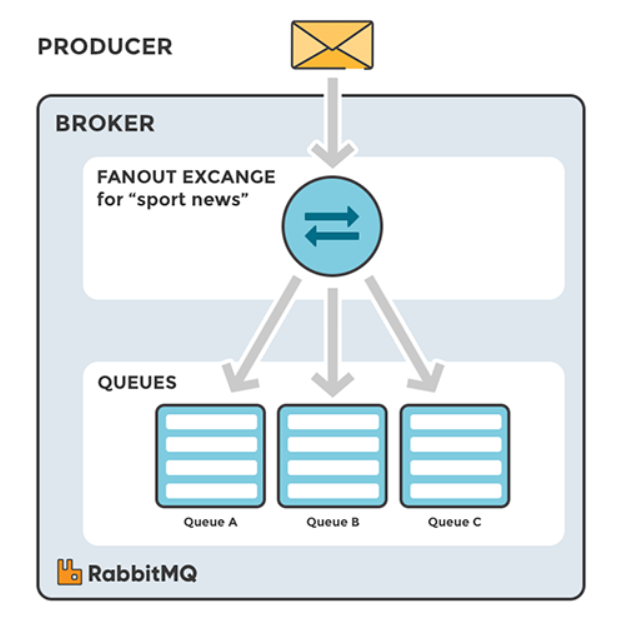 PRODUCER
BROKER
FANOUT EXCANGE
for “sport news”
QUEUES
Queue A
Queue B
Queue C
RabbitMQ